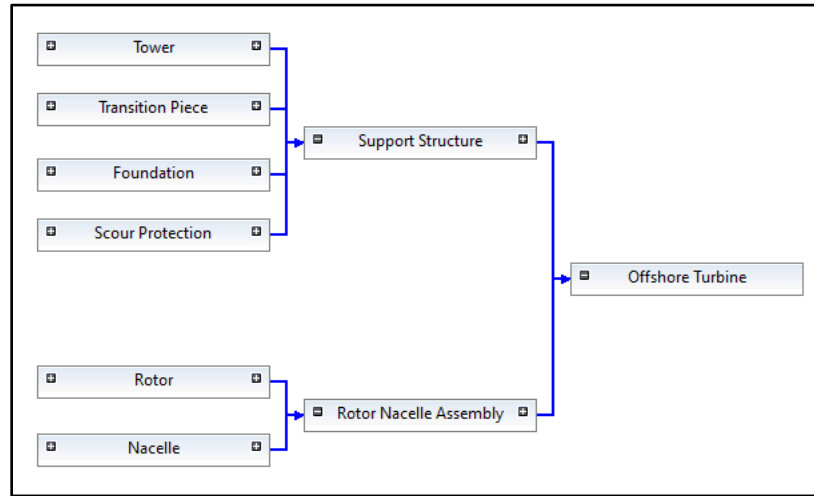 Tower
Transition Piece
Support Structure
Foundation
Scour Protection
Offshore Turbine
Rotor
Rotor Nacelle Assembly
Nacelle